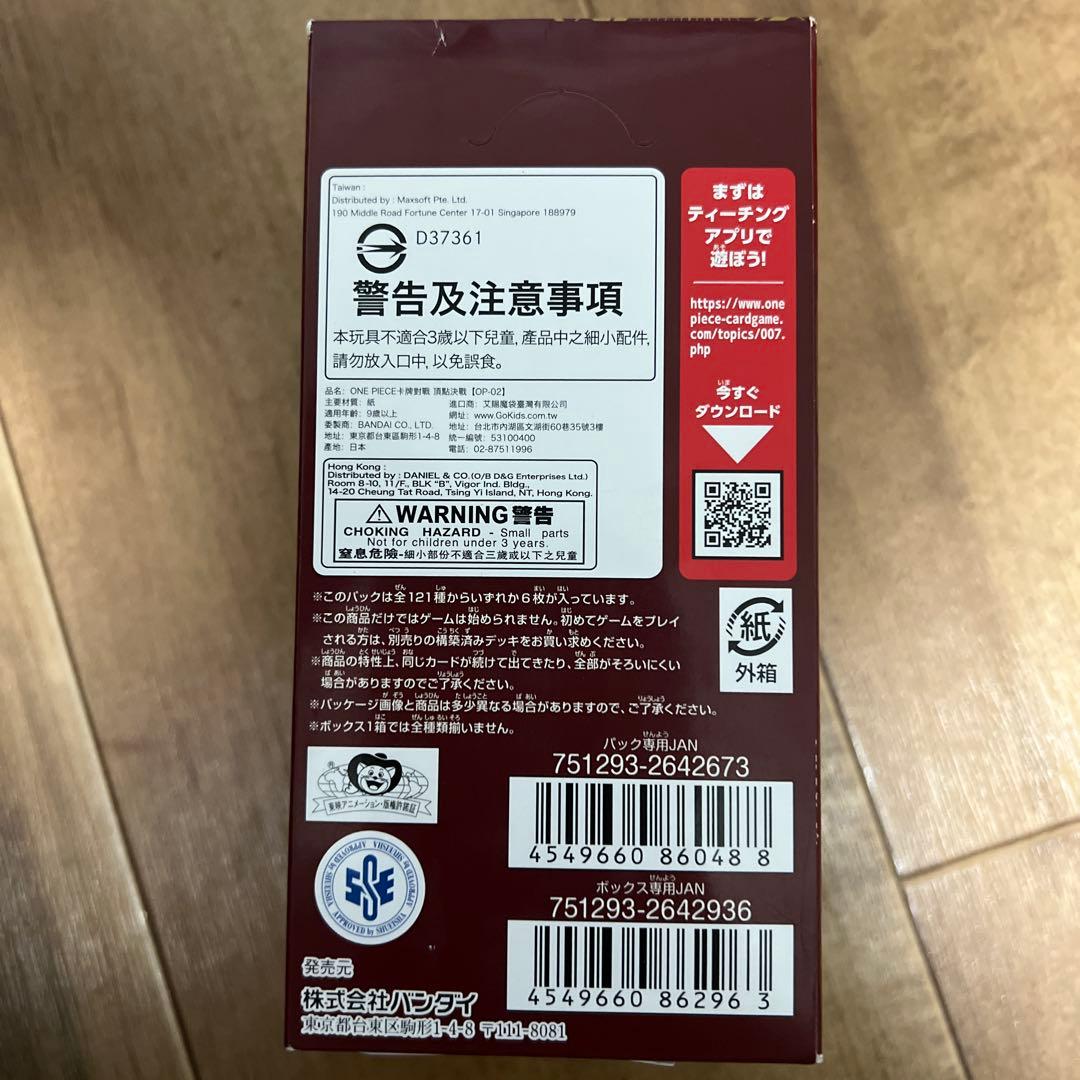 Taiwan :
Distributed by : Maxsoft Pte. Ltd.
190 Middle Road Fortune Center 17-01 Singapore 188979
D37361
警告及注意事項
本玩具不適合3歲以下兒童, 產品中之細小配件,
請勿放入口中, 以免誤食。
品名: ONE PIECE卡牌對戰 頂點決戰【OP-02】
主要材質: 紙
適用年齡: 9歲以上
委製商: BANDAI CO., LTD.
地址: 東京都台東區駒形1-4-8
產地: 日本
進口商: 艾賜魔袋臺灣有限公司
網址: www.GoKids.com.tw
地址: 台北市內湖區文湖街60巷35號3樓
統一編號: 53100400
電話: 02-87511996
Hong Kong :
Distributed by : DANIEL & CO.(O/B D&G Enterprises Ltd.)
Room 8-10, 11/F., BLK “B”, Vigor Ind. Bldg.,
14-20 Cheung Tat Road, Tsing Yi Island, NT, Hong Kong.
WARNING 警告
CHOKING HAZARD - Small parts
Not for children under 3 years.
窒息危險-細小部份不適合三歲或以下之兒童
まずは
ティーチング
アプリで
遊ぼう!
https://www.one
piece-cardgame.
com/topics/007.
php
今すぐ
ダウンロード
紙
外箱
※このパックは全121種からいずれか6枚が入っています。
※この商品だけではゲームは始められません。初めてゲームをプレイ
される方は、別売りの構築済みデッキをお買い求めください。
※商品の特性上、同じカードが続けて出てきたり、全部がそろいにくい
場合がありますのでご了承ください。
※パッケージ画像と商品は多少異なる場合がありますので、ご了承ください。
※ボックス1箱では全種類揃いません。
パック専用JAN
751293-2642673
4549660 860488
ボックス専用JAN
751293-2642936
4549660 862963
東映アニメーション・版権許諾証
SSE
APPROVED by SHUEISHA
発売元
株式会社バンダイ
東京都台東区駒形1-4-8 〒111-8081